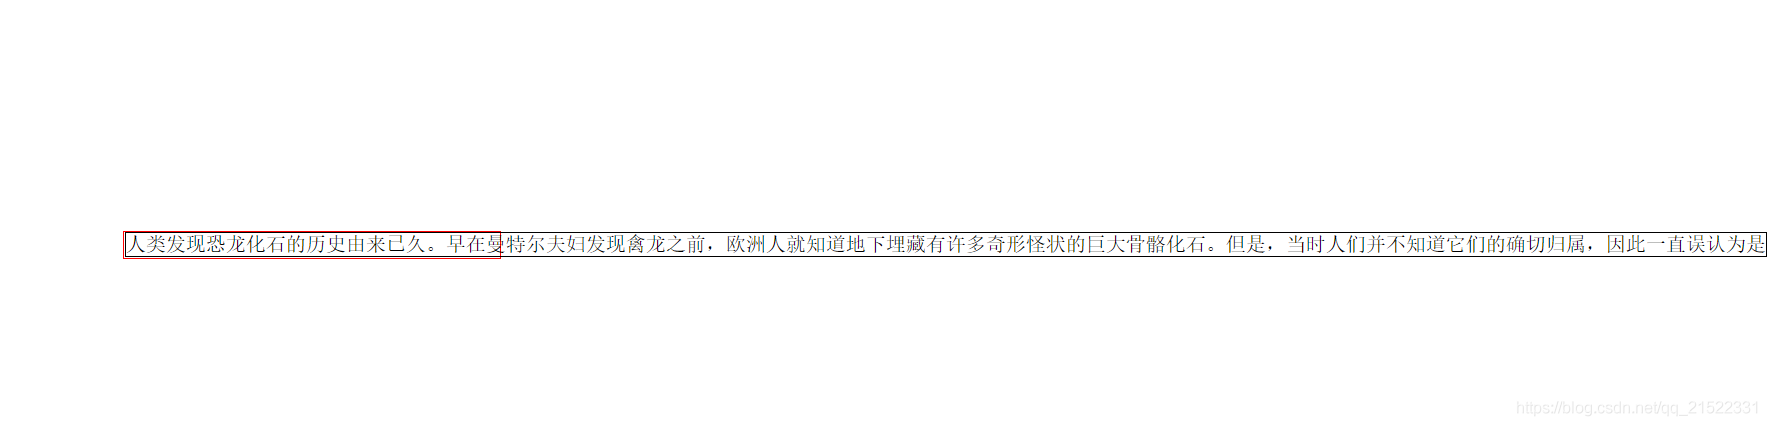 人类发现恐龙化石的历史由来已久。早在曼特尔夫妇发现禽龙之前，欧洲人就知道地下埋藏有许多奇形怪状的巨大骨骼化石。但是，当时人们并不知道它们的确切归属，因此一直误认为是
https://blog.csdn.net/qq_21522331